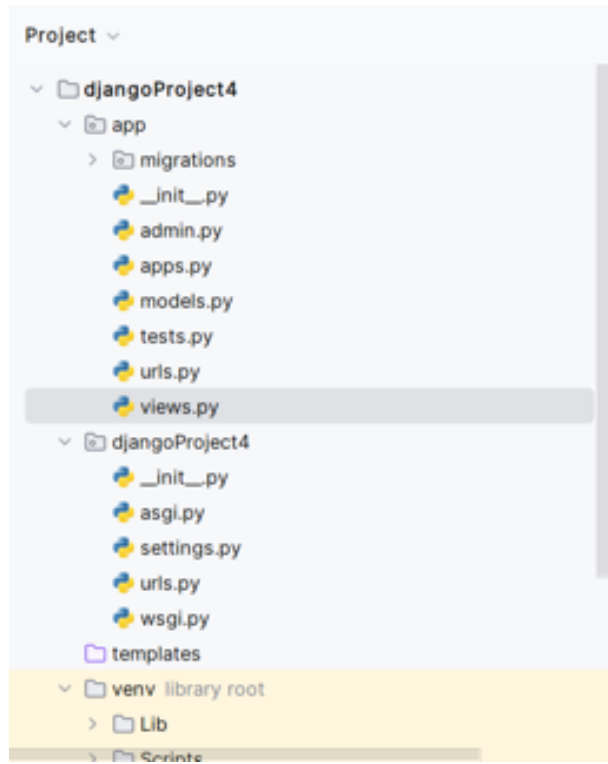 Project
djangoProject4
app
migrations
__init__.py
admin.py
apps.py
models.py
tests.py
urls.py
views.py
djangoProject4
__init__.py
asgi.py
settings.py
urls.py
wsgi.py
templates
venv library root
Lib
Scripts